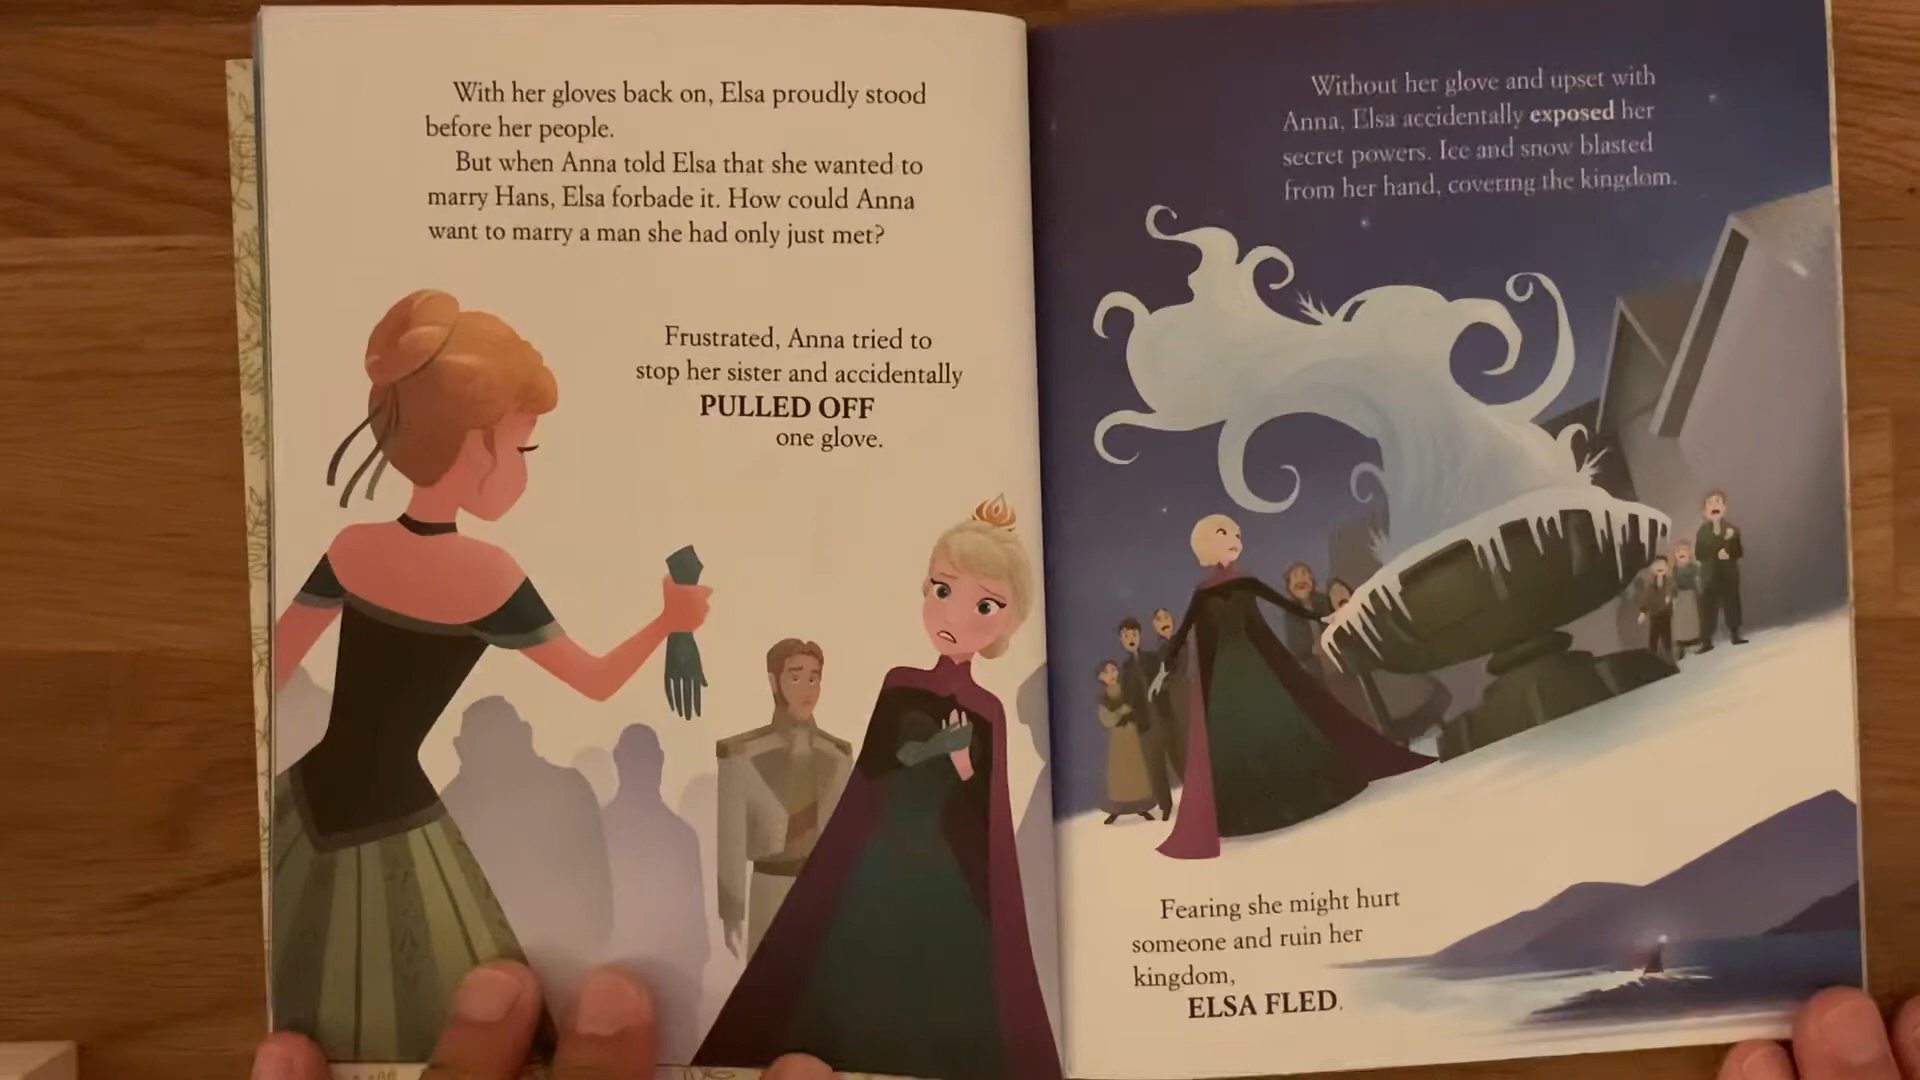 With her gloves back on, Elsa proudly stood
before her people.
But when Anna told Elsa that she wanted to
marry Hans, Elsa forbade it. How could Anna
want to marry a man she had only just met?
Frustrated, Anna tried to
stop her sister and accidentally
PULLED OFF
one glove.
Without her glove and upset with
Anna, Elsa accidentally exposed her
secret powers. Ice and snow blasted
from her hand, covering the kingdom.
Fearing she might hurt
someone and ruin her
kingdom,
ELSA FLED.